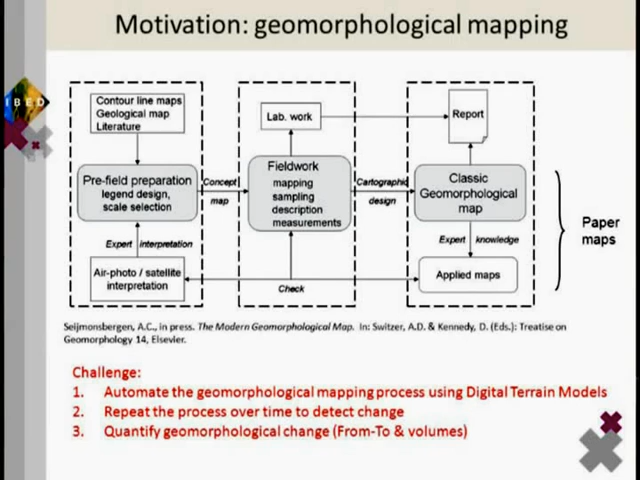 Motivation: geomorphological mapping
IBED
Contour line maps
Geological map
Literature
Pre-field preparation
legend design,
scale selection
Expert interpretation
Air-photo / satellite
interpretation
Concept
map
Lab. work
Fieldwork
mapping
sampling
description
measurements
Check
Cartographic
design
Report
Classic
Geomorphological
map
Expert knowledge
Applied maps
Paper
maps
Seijmonsbergen, A.C., in press. The Modern Geomorphological Map. In: Switzer, A.D. & Kennedy, D. (Eds.): Treatise on
Geomorphology 14, Elsevier.
Challenge:
1. Automate the geomorphological mapping process using Digital Terrain Models
2. Repeat the process over time to detect change
3. Quantify geomorphological change (From-To & volumes)